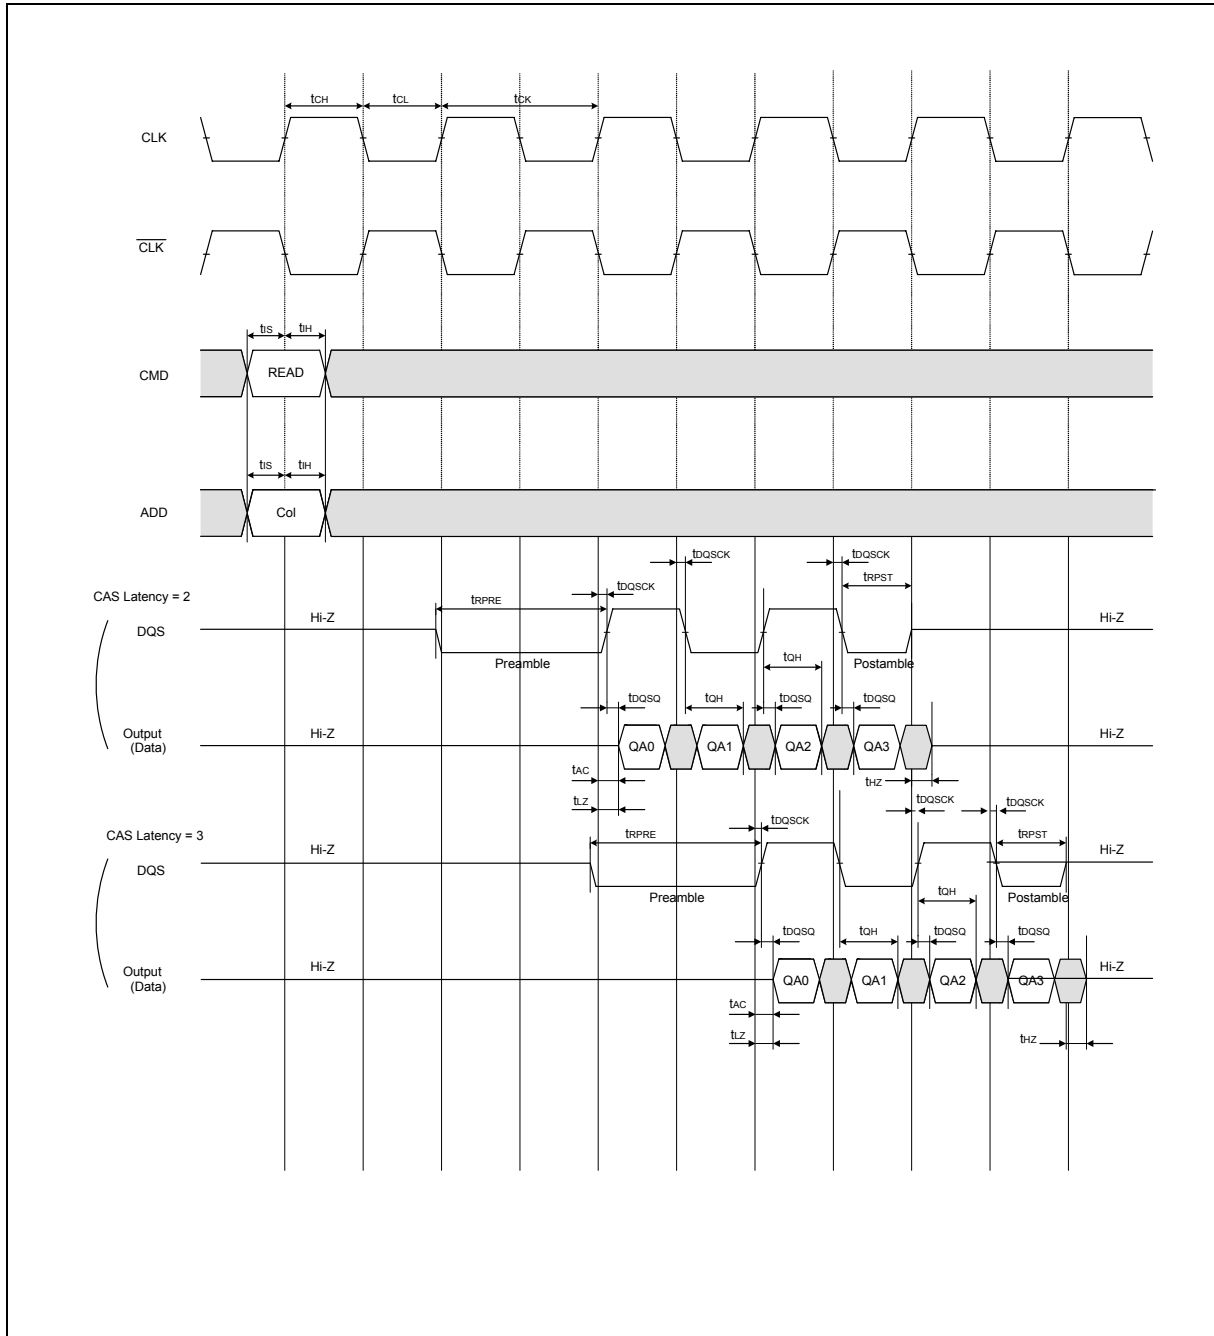 tCH tCL tCK
CLK
CLK
tIS tIH
CMD READ
tIS tIH
ADD Col
tDQSCK tDQSCK
tDQSCK tRPST
CAS Latency = 2
tRPRE
DQS Hi-Z Hi-Z
Preamble Postamble
tQH
tDQSQ tQH tDQSQ tDQSQ
Output
(Data)
Hi-Z QA0 QA1 QA2 QA3 Hi-Z
tAC tHZ
tLZ tDQSCK tDQSCK
tDQSCK
CAS Latency = 3
tRPRE tRPST
DQS Hi-Z Hi-Z
Preamble Postamble
tQH
tDQSQ tQH tDQSQ tDQSQ
Output
(Data)
Hi-Z QA0 QA1 QA2 QA3 Hi-Z
tAC
tLZ tHZ